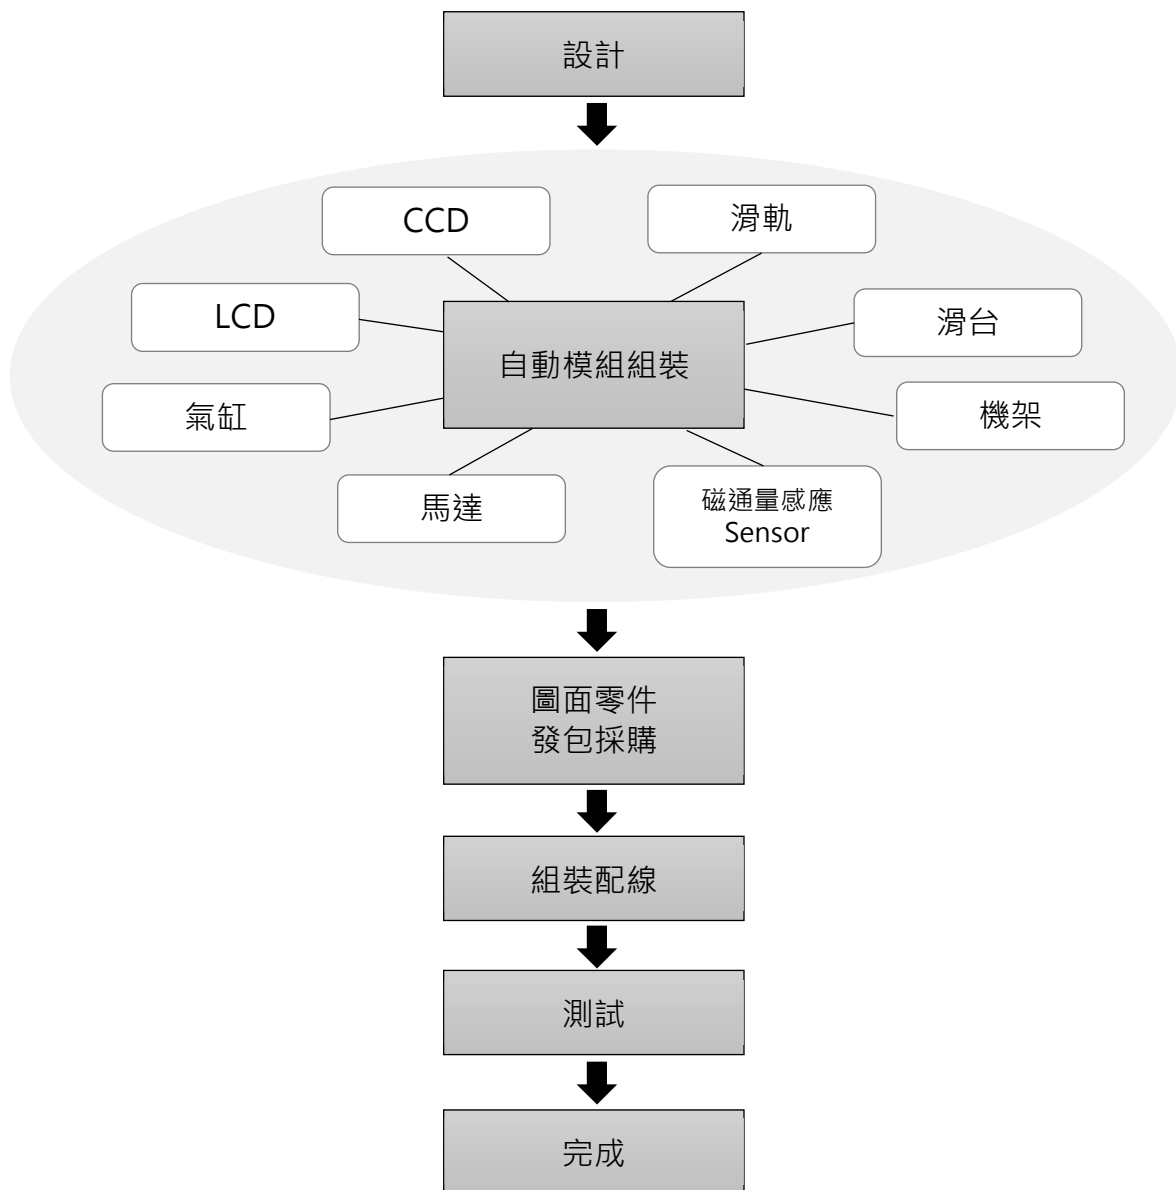 設計
CCD
滑軌
LCD
滑台
自動模組組裝
氣缸
機架
馬達
磁通量感應
Sensor
圖面零件
發包採購
組裝配線
測試
完成